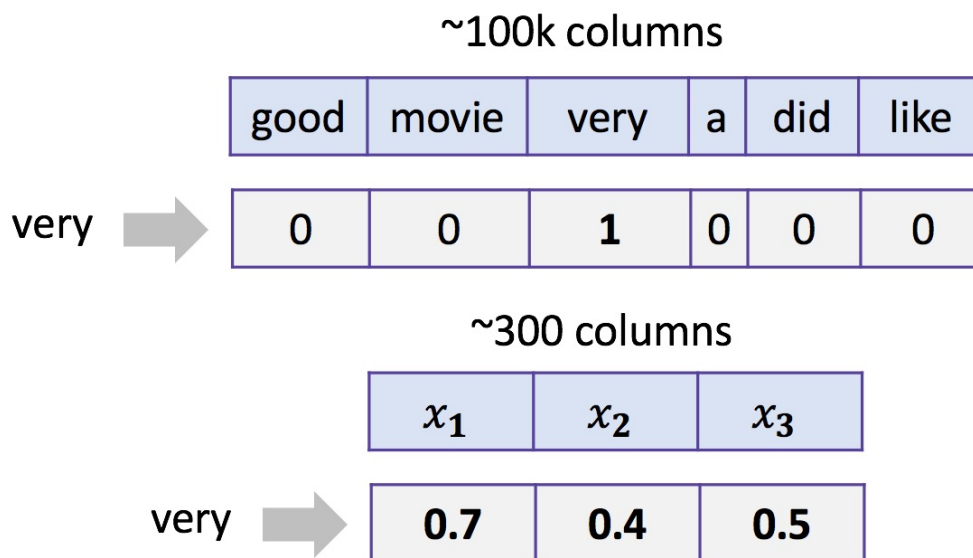 ~100k columns
good movie very a did like
very 0 0 1 0 0 0
~300 columns
x₁ x₂ x₃
very 0.7 0.4 0.5